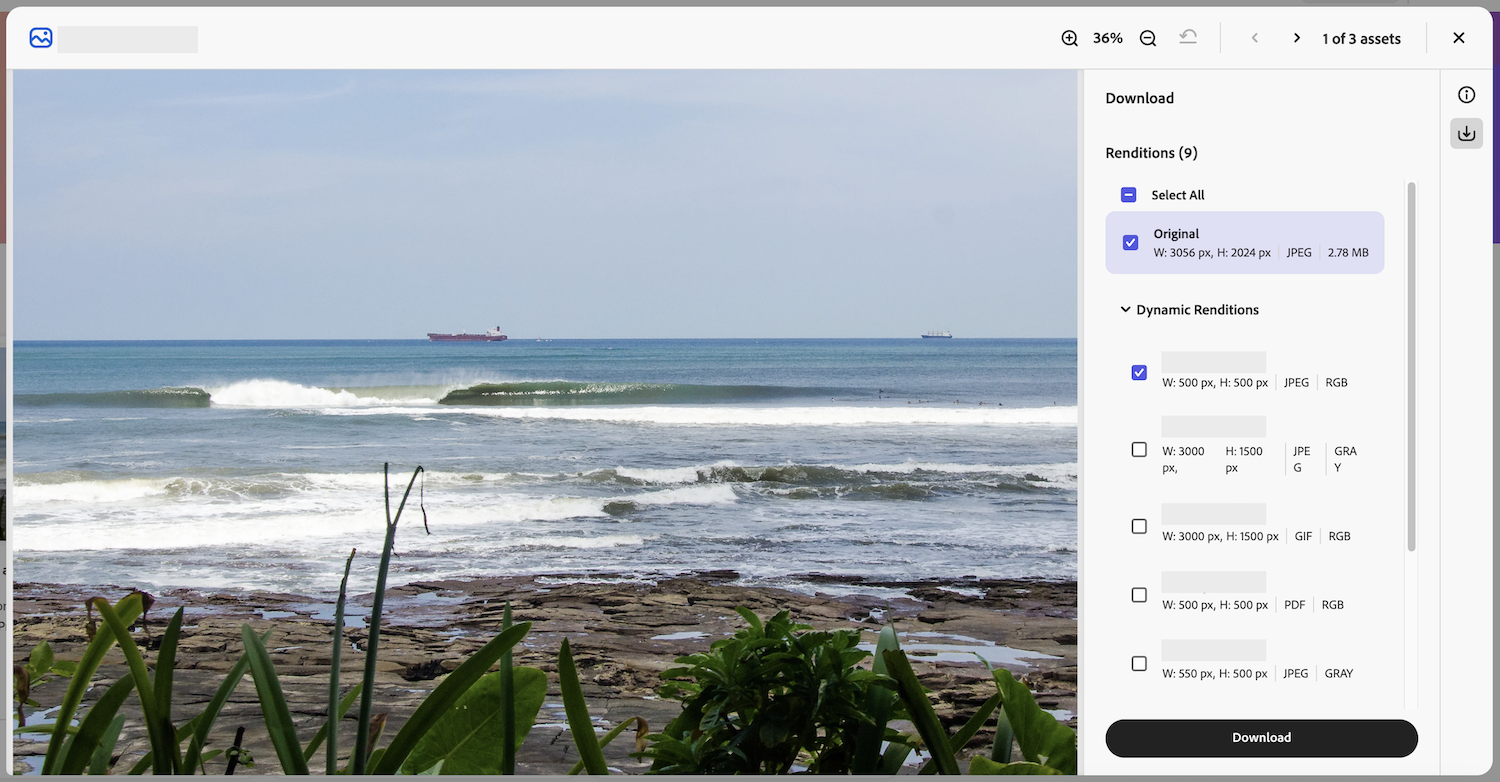 36%
1 of 3 assets
Download
Renditions (9)
Select All
Original
W: 3056 px, H: 2024 px JPEG 2.78 MB
Dynamic Renditions
W: 500 px, H: 500 px JPEG RGB
W: 3000 H: 1500 JPE GRA
px, px G Y
W: 3000 px, H: 1500 px GIF RGB
W: 500 px, H: 500 px PDF RGB
W: 550 px, H: 500 px JPEG GRAY
Download